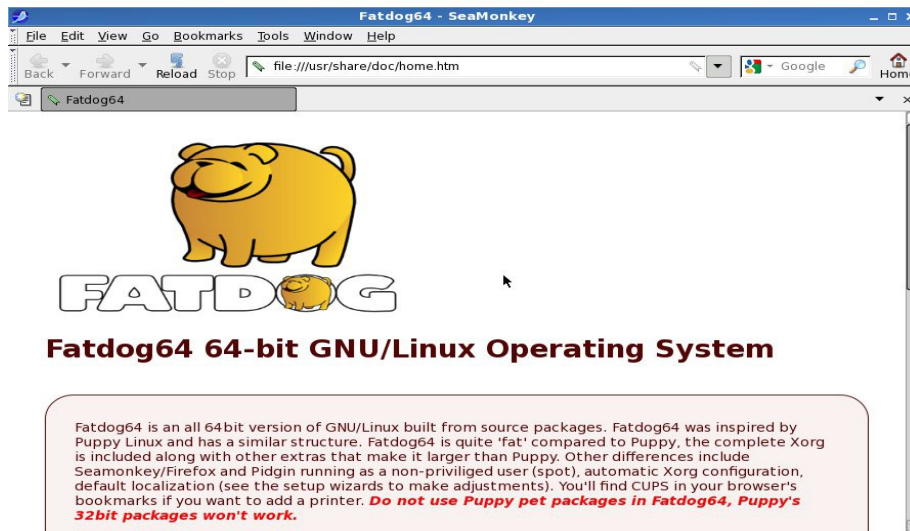 Fatdog64 - SeaMonkey
File Edit View Go Bookmarks Tools Window Help
Back Forward Reload Stop file:///usr/share/doc/home.htm Google Home
Fatdog64
FATDOG
Fatdog64 64-bit GNU/Linux Operating System
Fatdog64 is an all 64bit version of GNU/Linux built from source packages. Fatdog64 was inspired by
Puppy Linux and has a similar structure. Fatdog64 is quite 'fat' compared to Puppy, the complete Xorg
is included along with other extras that make it larger than Puppy. Other differences include
Seamonkey/Firefox and Pidgin running as a non-priviliged user (spot), automatic Xorg configuration,
default localization (see the setup wizards to make adjustments). You'll find CUPS in your browser's
bookmarks if you want to add a printer. Do not use Puppy pet packages in Fatdog64, Puppy's
32bit packages won't work.